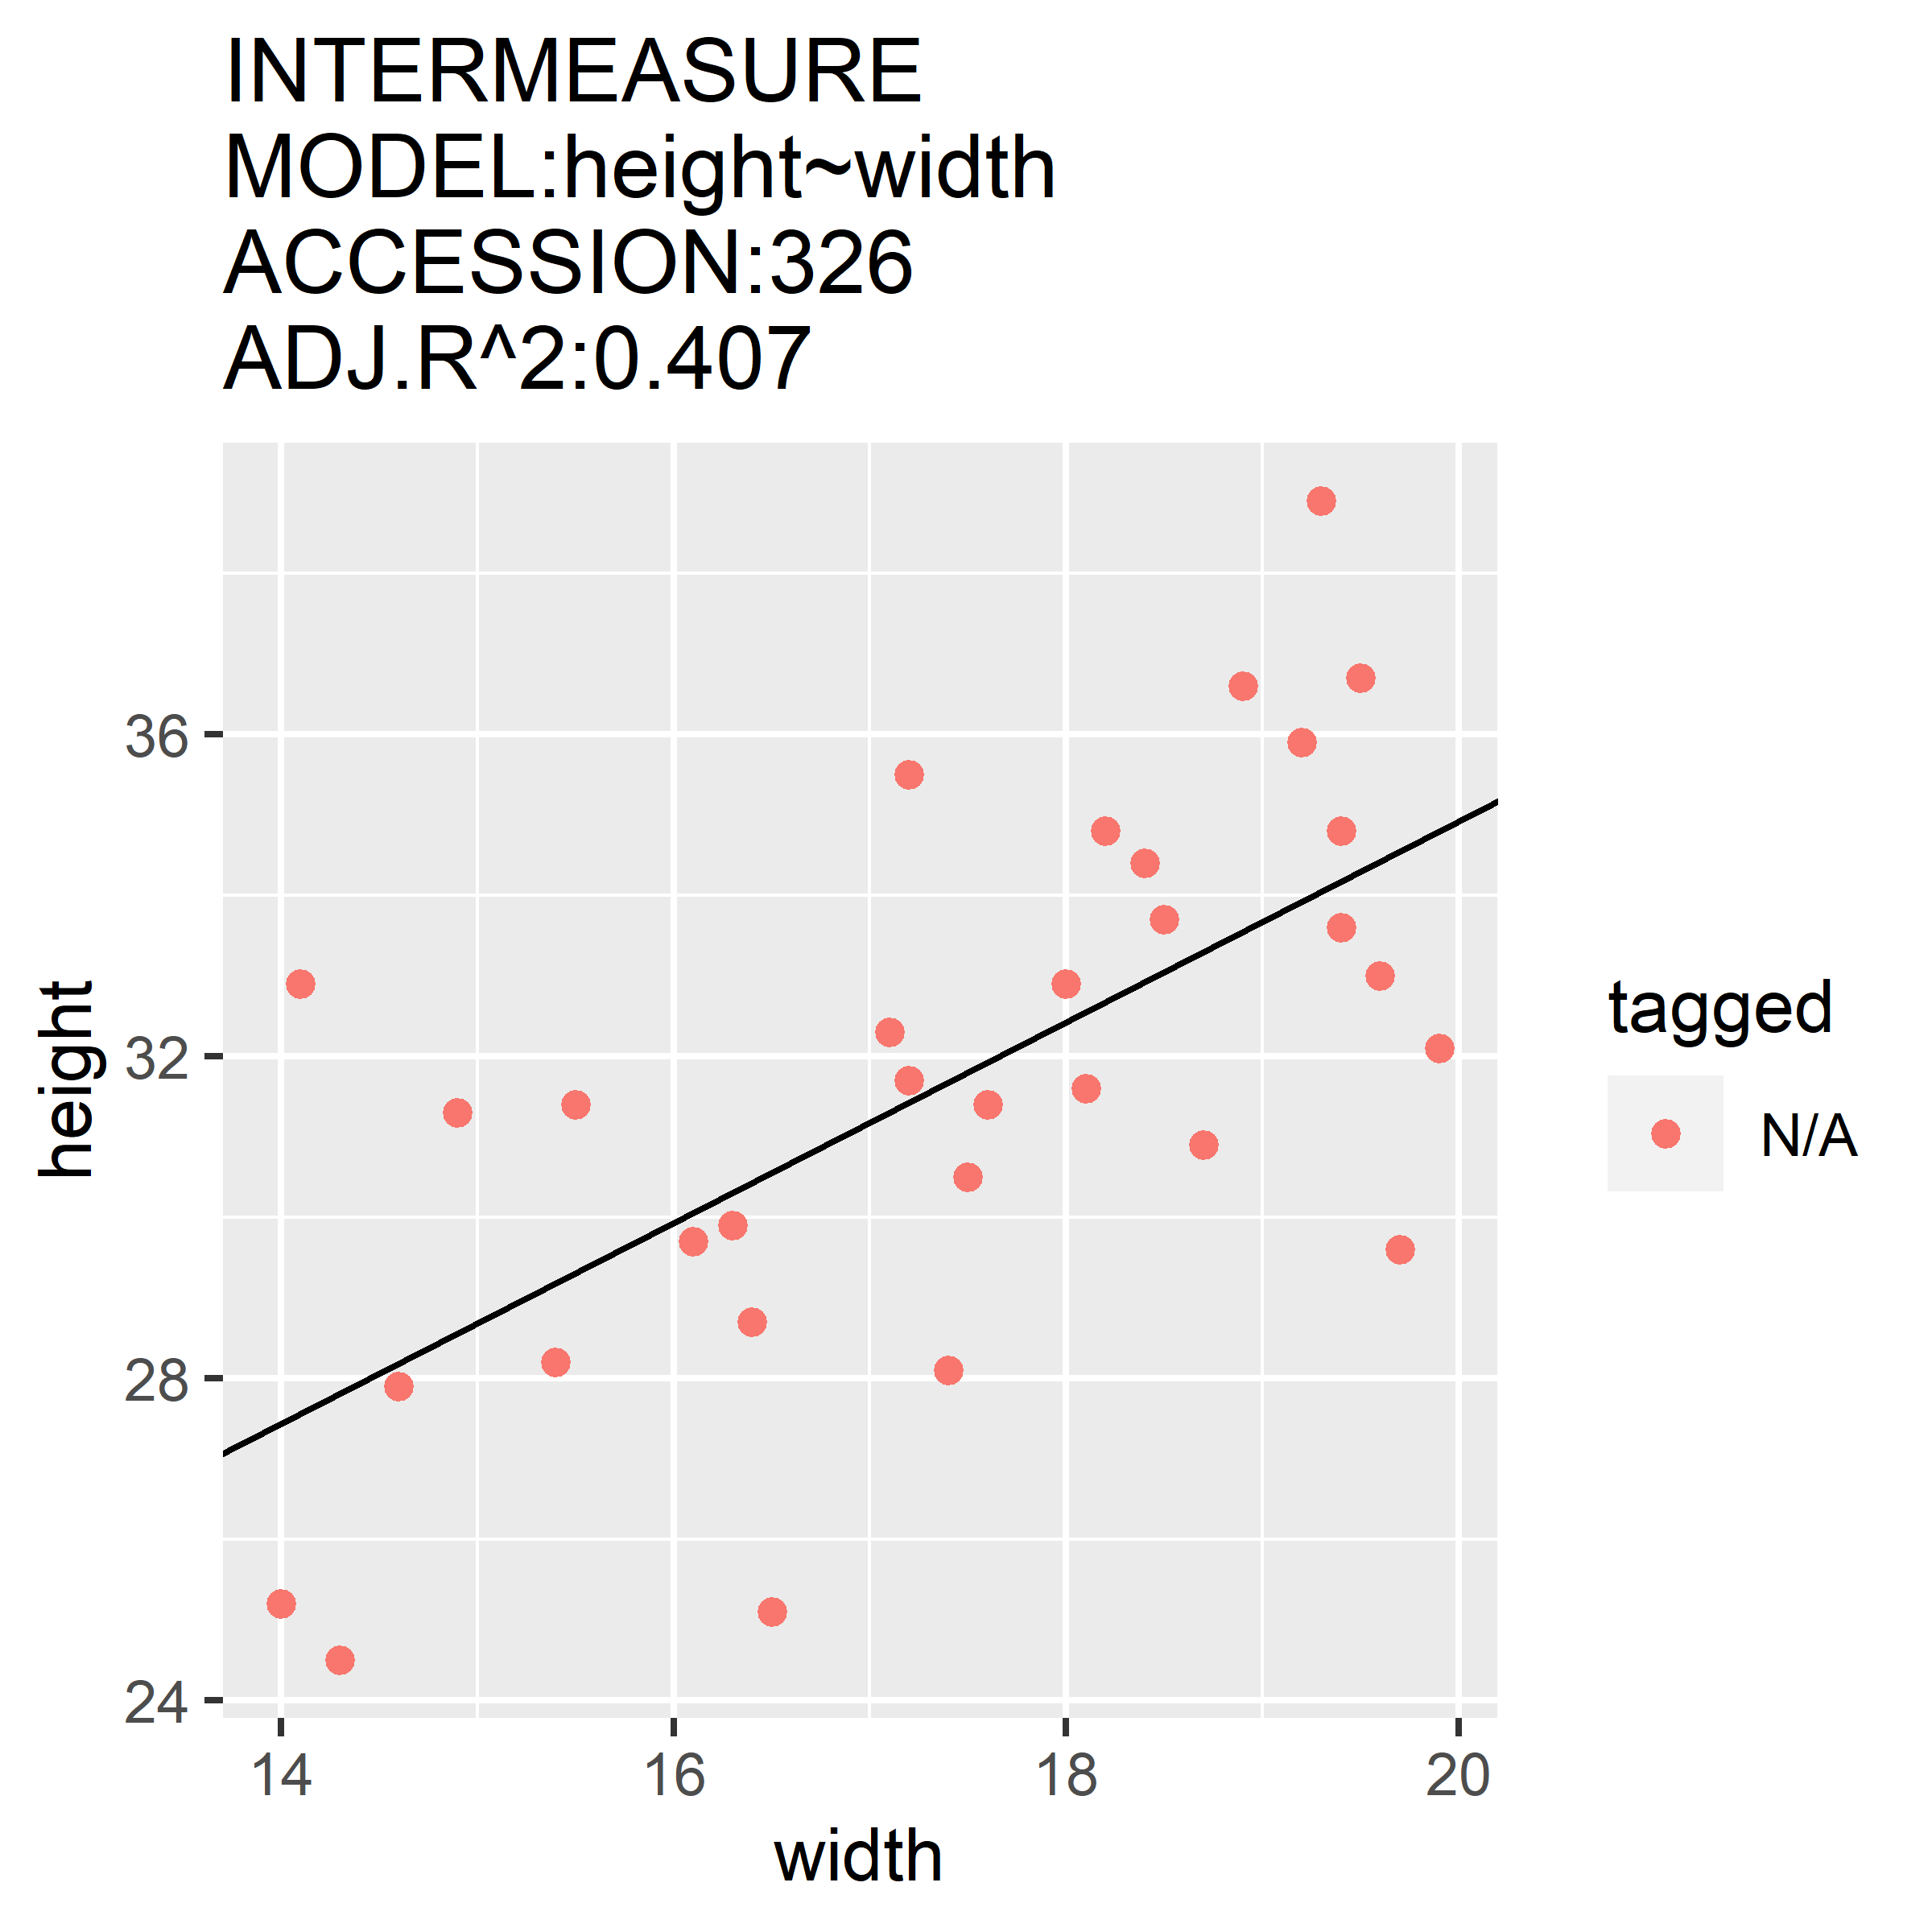 INTERMEASURE
MODEL:height~width
ACCESSION:326
ADJ.R^2:0.407
36
32
28
24
height
14 16 18 20
width
tagged
N/A